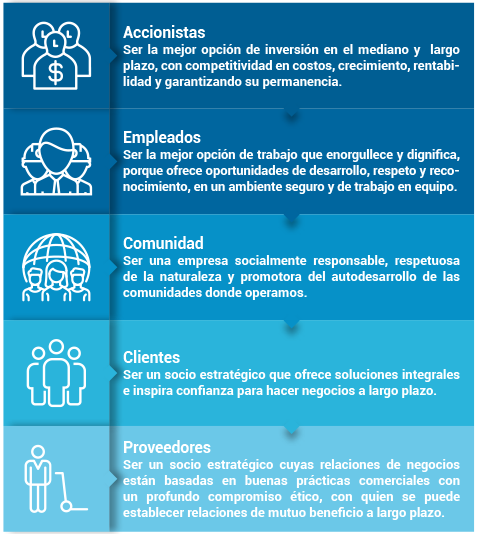 Accionistas
Ser la mejor opción de inversión en el mediano y largo
plazo, con competitividad en costos, crecimiento, rentabi-
lidad y garantizando su permanencia.
Empleados
Ser la mejor opción de trabajo que enorgullece y dignifica,
porque ofrece oportunidades de desarrollo, respeto y reco-
nocimiento, en un ambiente seguro y de trabajo en equipo.
Comunidad
Ser una empresa socialmente responsable, respetuosa
de la naturaleza y promotora del autodesarrollo de las
comunidades donde operamos.
Clientes
Ser un socio estratégico que ofrece soluciones integrales
e inspira confianza para hacer negocios a largo plazo.
Proveedores
Ser un socio estratégico cuyas relaciones de negocios
están basadas en buenas prácticas comerciales con
un profundo compromiso ético, con quien se puede
establecer relaciones de mutuo beneficio a largo plazo.